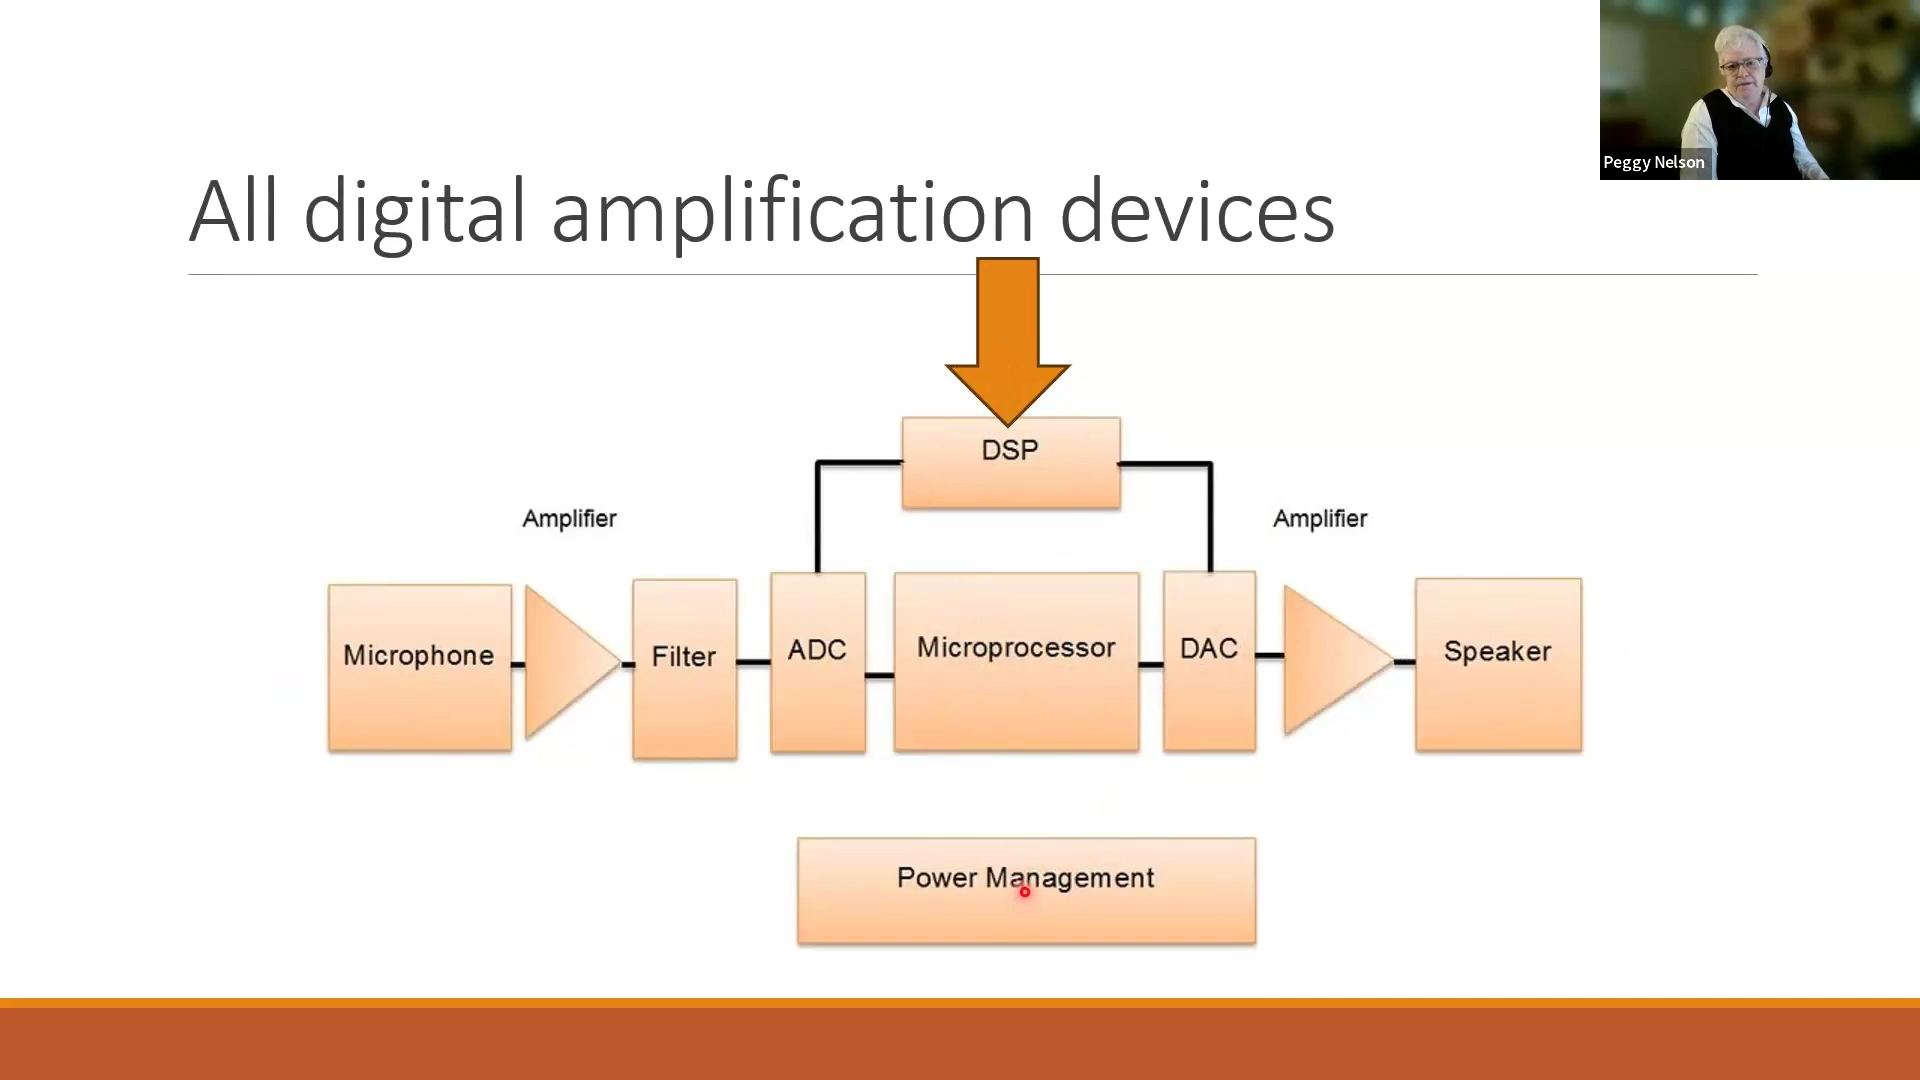 Peggy Nelson
All digital amplification devices
DSP
Amplifier
Amplifier
Microphone
Filter
ADC
Microprocessor
DAC
Speaker
Power Management